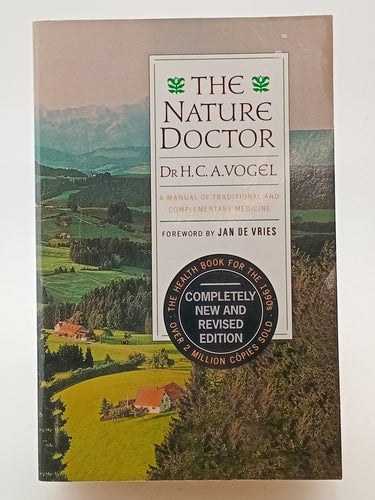 THE
NATURE
DOCTOR
DR H.C. A. VOGEL
A MANUAL OF TRADITIONAL AND
COMPLEMENTARY MEDICINE
FOREWORD BY JAN DE VRIES
· THE HEALTH BOOK FOR THE 1990s ·
COMPLETELY
NEW AND
REVISED
EDITION
OVER 2 MILLION COPIES SOLD